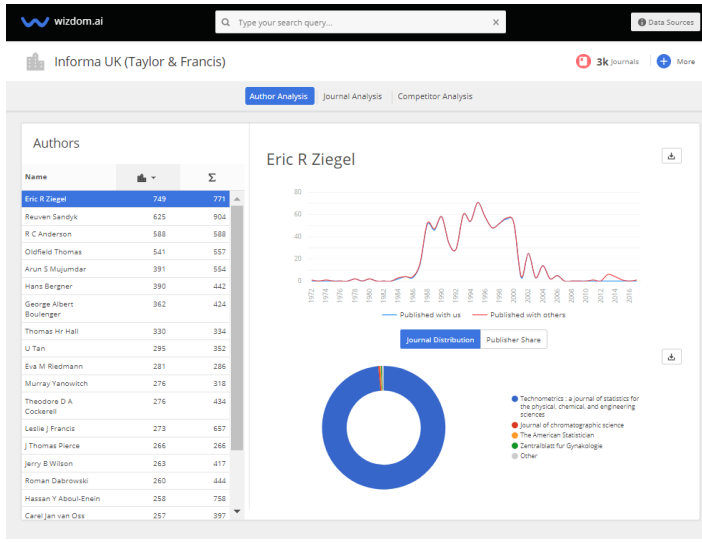 wizdom.ai
Type your search query...
×
Data Sources
Informa UK (Taylor & Francis)
3k Journals
More
Author Analysis
Journal Analysis
Competitor Analysis
Authors
Name Σ
Eric R Ziegel 749 771
Reuven Sandyk 625 904
R C Anderson 588 588
Oldfield Thomas 541 557
Arun S Mujumdar 391 554
Hans Bergner 390 442
George Albert
Boulenger 362 424
Thomas Hr Hall 330 334
U Tan 295 352
Eva M Riedmann 281 286
Murray Yanowitch 276 318
Theodore D A
Cockerell 276 434
Leslie J Francis 273 657
J Thomas Pierce 266 266
Jerry B Wilson 263 417
Roman Dabrowski 260 444
Hassan Y Aboul-Enein 258 758
Carel Jan van Oss 257 397
Eric R Ziegel
80
60
40
20
0
1972 1974 1976 1978 1980 1982 1984 1986 1988 1990 1992 1994 1996 1998 2000 2002 2004 2006 2008 2010 2012 2014 2016
Published with us
Published with others
Journal Distribution
Publisher Share
Technometrics : a journal of statistics for
the physical, chemical, and engineering
sciences
Journal of chromatographic science
The American Statistician
Zentralblatt fur Gynakologie
Other